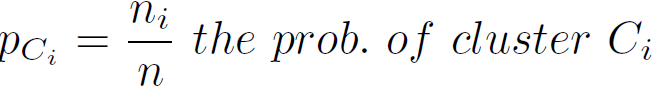 $p_{C_i} = \frac{n_i}{n}$ the prob. of cluster $C_i$